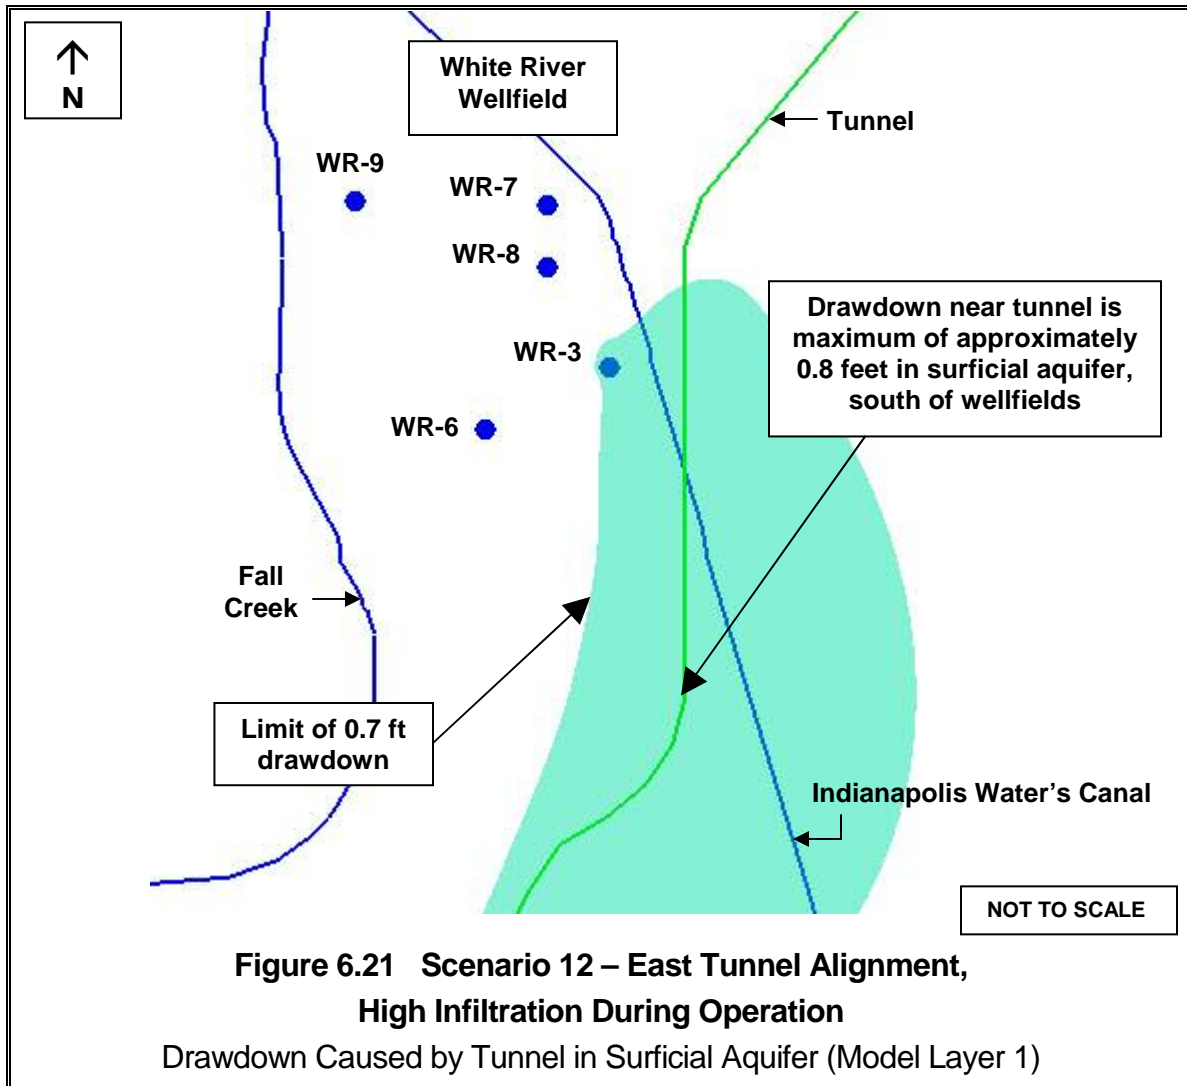 N
White River
Wellfield
Tunnel
WR-9
WR-7
WR-8
Drawdown near tunnel is
maximum of approximately
0.8 feet in surficial aquifer,
south of wellfields
WR-3
WR-6
Fall
Creek
Limit of 0.7 ft
drawdown
Indianapolis Water’s Canal
NOT TO SCALE
Figure 6.21 Scenario 12 – East Tunnel Alignment,
High Infiltration During Operation
Drawdown Caused by Tunnel in Surficial Aquifer (Model Layer 1)